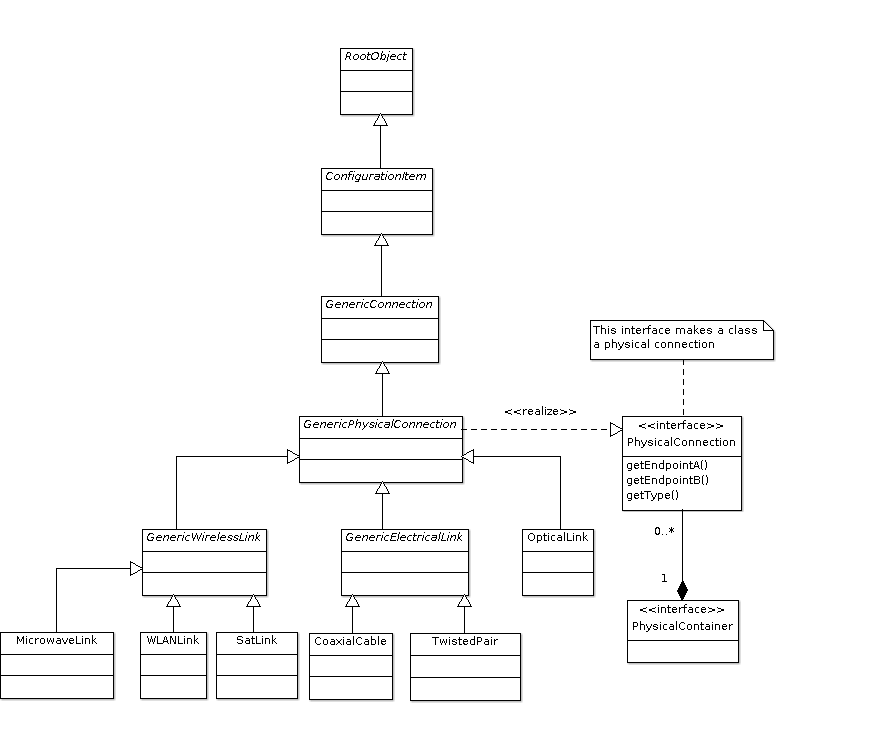 RootObject
ConfigurationItem
GenericConnection
This interface makes a class
a physical connection
<<realize>>
GenericPhysicalConnection
<<interface>>
PhysicalConnection
getEndpointA()
getEndpointB()
getType()
0..*
1
GenericWirelessLink
GenericElectricalLink
OpticalLink
<<interface>>
PhysicalContainer
MicrowaveLink
WLANLink
SatLink
CoaxialCable
TwistedPair